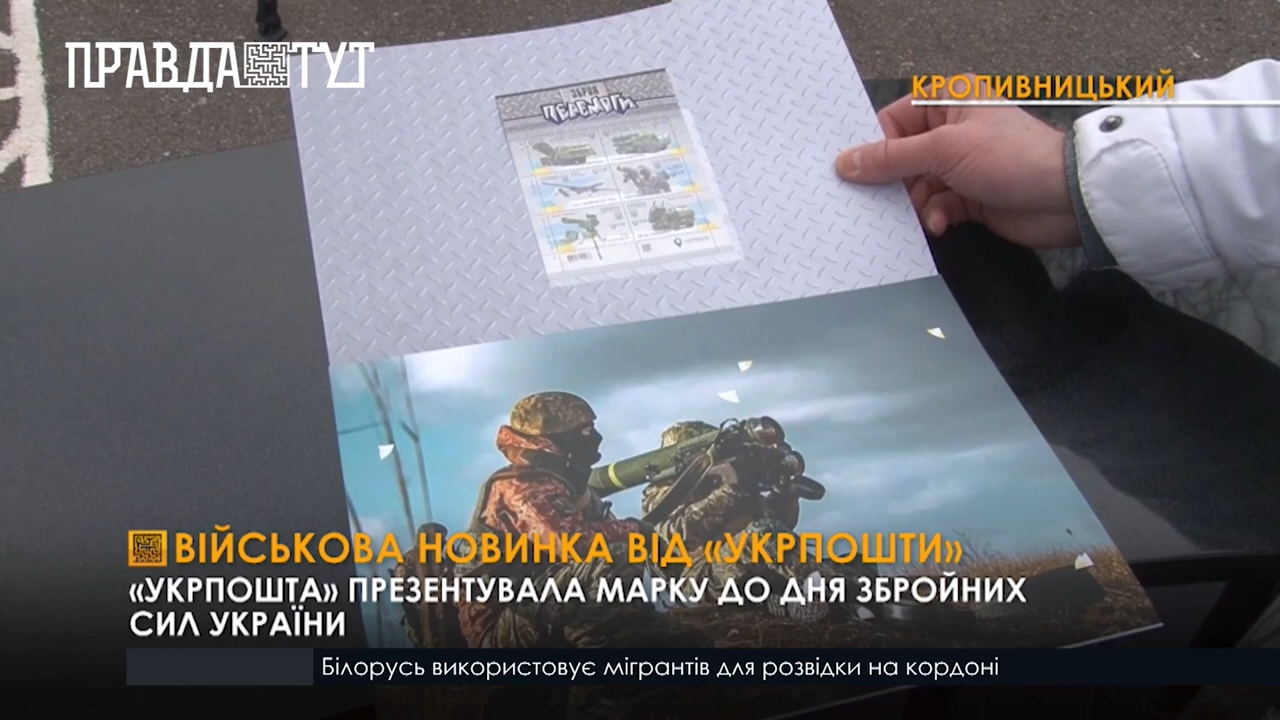 ПРАВДА ТУТ
КРОПИВНИЦЬКИЙ
ЗБРОЯ
ПЕРЕМОГИ
ВІЙСЬКОВА НОВИНКА ВІД «УКРПОШТИ»
«УКРПОШТА» ПРЕЗЕНТУВАЛА МАРКУ ДО ДНЯ ЗБРОЙНИХ
СИЛ УКРАЇНИ
Білорусь використовує мігрантів для розвідки на кордоні